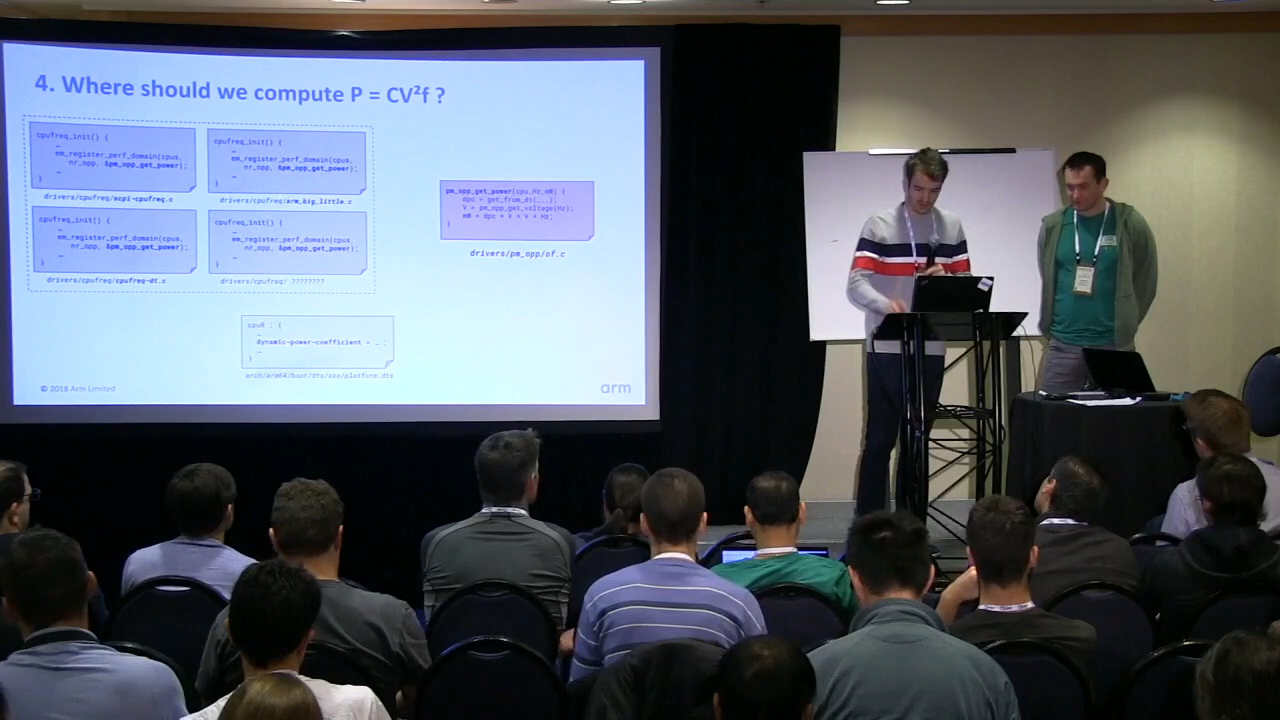 4. Where should we compute P = CV²f ?
cpufreq_init() {
…
em_register_perf_domain(cpus,
nr_opp, &pm_opp_get_power);
…
}
drivers/cpufreq/acpi-cpufreq.c
cpufreq_init() {
…
em_register_perf_domain(cpus,
nr_opp, &pm_opp_get_power);
…
}
drivers/cpufreq/arm_big_little.c
cpufreq_init() {
…
em_register_perf_domain(cpus,
nr_opp, &pm_opp_get_power);
…
}
drivers/cpufreq/cpufreq-dt.c
cpufreq_init() {
…
em_register_perf_domain(cpus,
nr_opp, &pm_opp_get_power);
…
}
drivers/cpufreq/ ????????
pm_opp_get_power(cpu,Hz,mW) {
dpc = get_from_dt(...);
V = pm_opp_get_voltage(Hz);
mW = dpc * V * V * Hz;
}
drivers/pm_opp/of.c
cpu0 : {
…
dynamic-power-coefficient = … ;
…
}
arch/arm64/boot/dts/xxx/platform.dts
© 2018 Arm Limited
arm